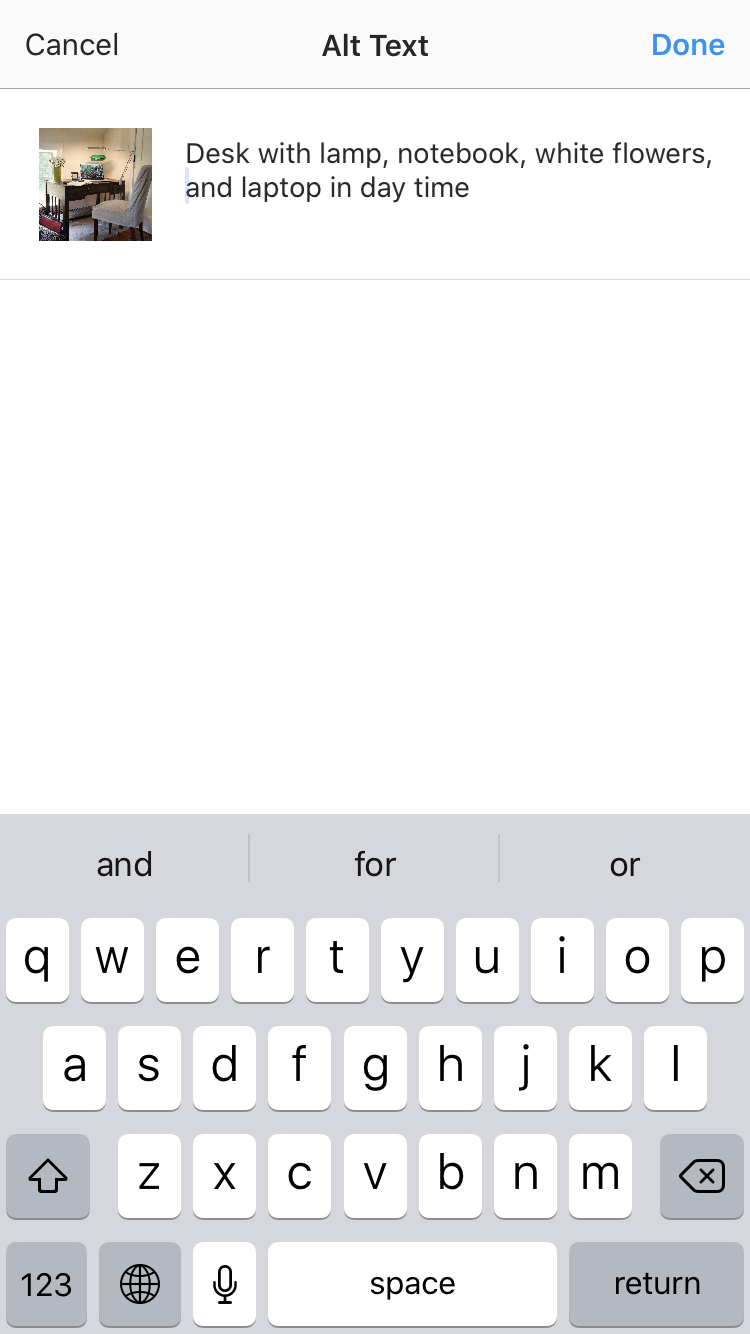 Cancel Alt Text Done
Desk with lamp, notebook, white flowers,
and laptop in day time
and for or
q w e r t y u i o p
a s d f g h j k l
z x c v b n m
123 space return